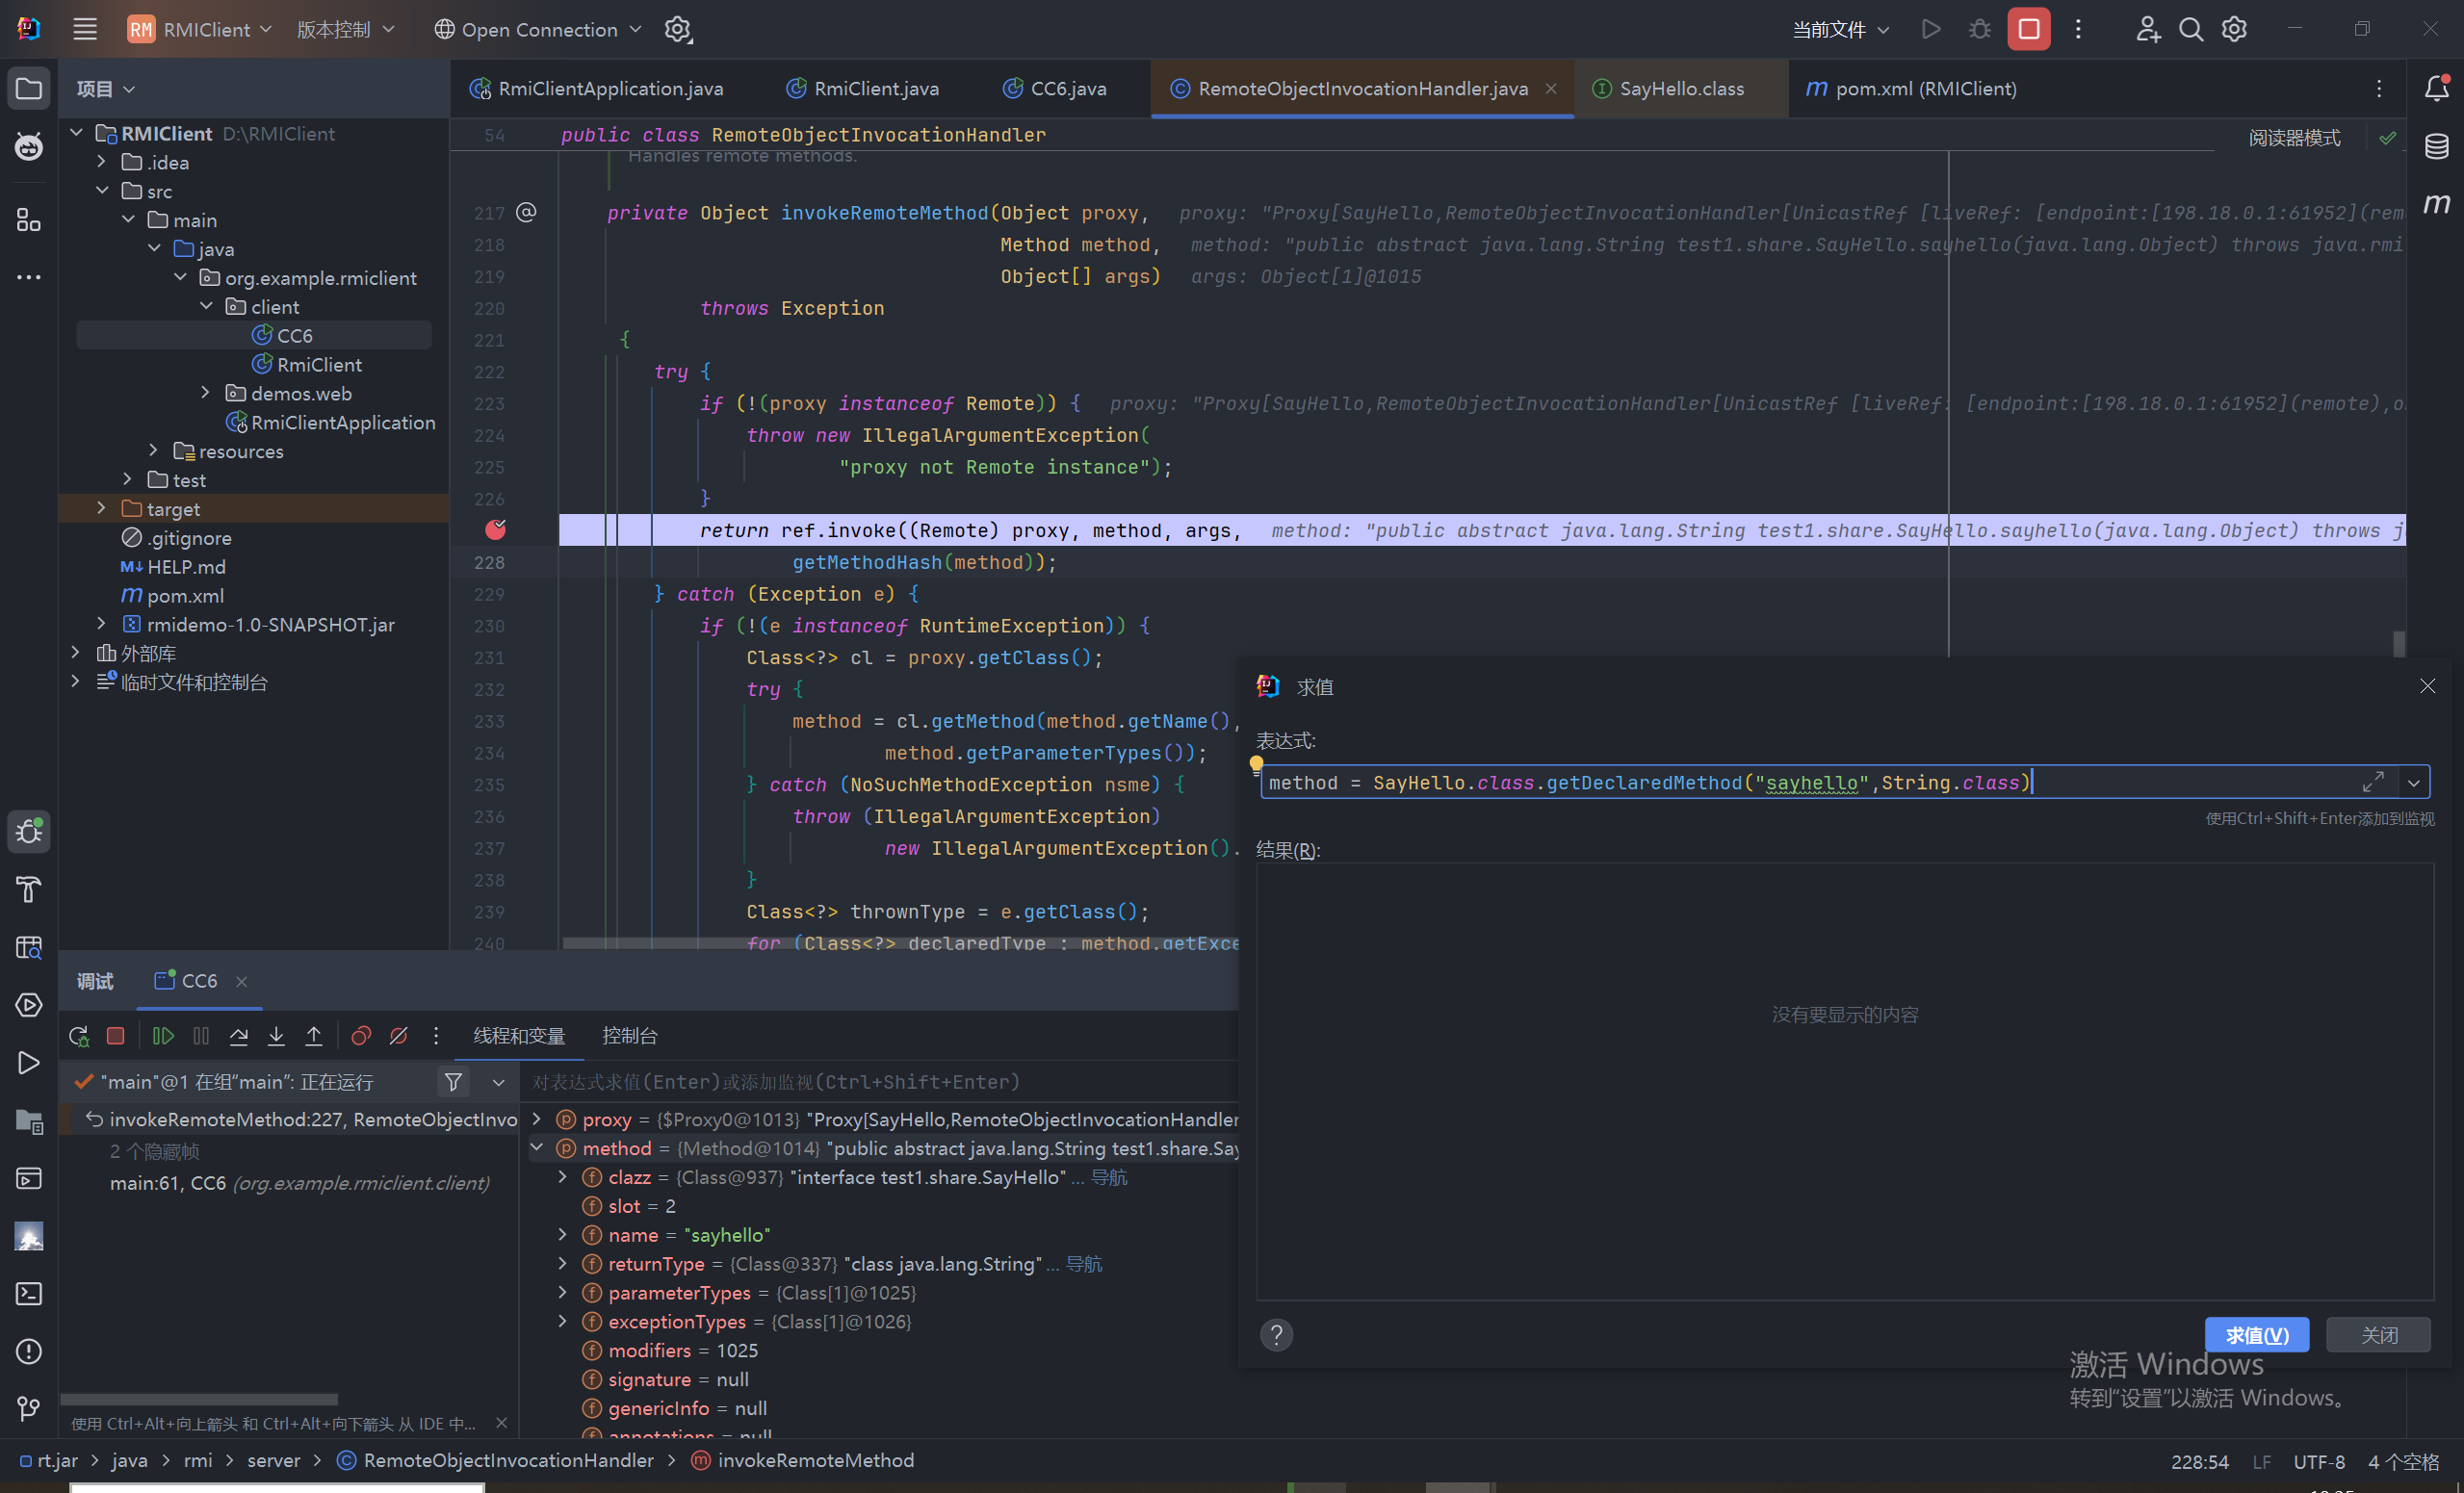 RM RMIClient 版本控制 Open Connection 当前文件
项目
RmiClientApplication.java RmiClient.java CC6.java RemoteObjectInvocationHandler.java SayHello.class pom.xml (RMIClient)
RMIClient D:\RMIClient
.idea
src
main
java
org.example.rmiclient
client
CC6
RmiClient
demos.web
RmiClientApplication
resources
test
target
.gitignore
HELP.md
pom.xml
rmidemo-1.0-SNAPSHOT.jar
外部库
临时文件和控制台
54 public class RemoteObjectInvocationHandler 阅读器模式
Handles remote methods.
217 private Object invokeRemoteMethod(Object proxy, proxy: "Proxy[SayHello,RemoteObjectInvocationHandler[UnicastRef [liveRef: [endpoint:[198.18.0.1:61952](rem
218 Method method, method: "public abstract java.lang.String test1.share.SayHello.sayhello(java.lang.Object) throws java.rmi
219 Object[] args) args: Object[1]@1015
220 throws Exception
221 {
222 try {
223 if (!(proxy instanceof Remote)) { proxy: "Proxy[SayHello,RemoteObjectInvocationHandler[UnicastRef [liveRef: [endpoint:[198.18.0.1:61952](remote),o
224 throw new IllegalArgumentException(
225 "proxy not Remote instance");
226 }
return ref.invoke((Remote) proxy, method, args, method: "public abstract java.lang.String test1.share.SayHello.sayhello(java.lang.Object) throws j
228 getMethodHash(method));
229 } catch (Exception e) {
230 if (!(e instanceof RuntimeException)) {
231 Class<?> cl = proxy.getClass();
232 try {
233 method = cl.getMethod(method.getName(),
234 method.getParameterTypes());
235 } catch (NoSuchMethodException nsme) {
236 throw (IllegalArgumentException)
237 new IllegalArgumentException().
238 }
239 Class<?> thrownType = e.getClass();
240 for (Class<?> declaredType : method.getExce
求值
表达式:
method = SayHello.class.getDeclaredMethod("sayhello",String.class)
使用Ctrl+Shift+Enter添加到监视
结果(R):
没有要显示的内容
求值(V) 关闭
激活 Windows
转到“设置”以激活 Windows。
调试 CC6
线程和变量 控制台
"main"@1 在组"main": 正在运行
invokeRemoteMethod:227, RemoteObjectInvo
2 个隐藏帧
main:61, CC6 (org.example.rmiclient.client)
使用 Ctrl+Alt+向上箭头 和 Ctrl+Alt+向下箭头 从 IDE 中...
对表达式求值(Enter)或添加监视(Ctrl+Shift+Enter)
proxy = {$Proxy0@1013} "Proxy[SayHello,RemoteObjectInvocationHandler
method = {Method@1014} "public abstract java.lang.String test1.share.Say
clazz = {Class@937} "interface test1.share.SayHello" ... 导航
slot = 2
name = "sayhello"
returnType = {Class@337} "class java.lang.String" ... 导航
parameterTypes = {Class[1]@1025}
exceptionTypes = {Class[1]@1026}
modifiers = 1025
signature = null
genericInfo = null
annotations = null
rt.jar > java > rmi > server > RemoteObjectInvocationHandler > invokeRemoteMethod 228:54 LF UTF-8 4 个空格